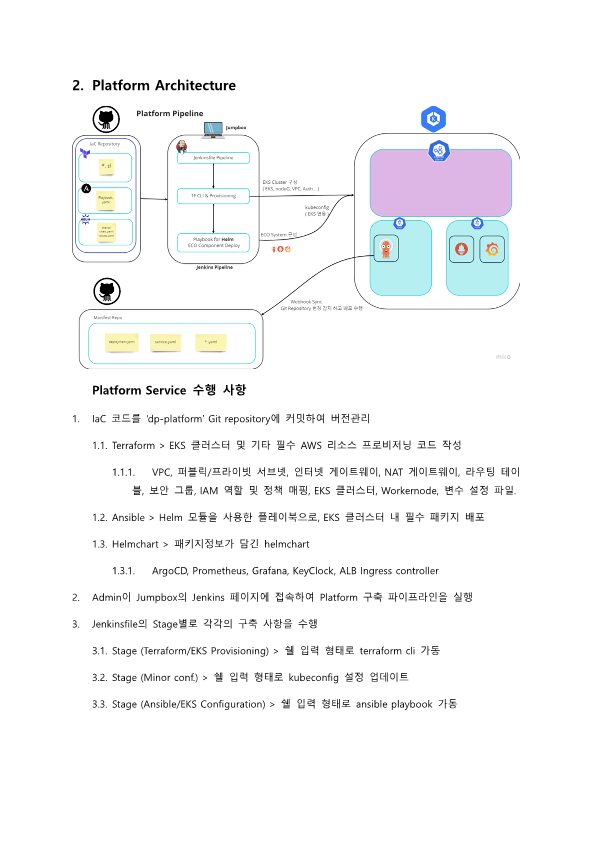 2. Platform Architecture
Platform Pipeline
Jumpbox
IaC Repository
*. tf
A
Playbook.
yaml
Jenkinsfile Pipeline
TF CLI & Provisioning
Playbook for Helm
ECO Component Deploy
Jenkins Pipeline
EKS Cluster 구성
( EKS, nodeG, VPC, Auth... )
kubeconfig
( EKS 연동 )
ECO System 구성
Manifest Repo
deployment.yaml
service.yaml
*. yaml
Webhook Sync
Git Repository 변경 감지 하고 배포 수행
miro
Platform Service 수행 사항
1. IaC 코드를 'dp-platform' Git repository에 커밋하여 버전관리
1.1. Terraform > EKS 클러스터 및 기타 필수 AWS 리소스 프로비저닝 코드 작성
1.1.1. VPC, 퍼블릭/프라이빗 서브넷, 인터넷 게이트웨이, NAT 게이트웨이, 라우팅 테이
블, 보안 그룹, IAM 역할 및 정책 매핑, EKS 클러스터, Workernode, 변수 설정 파일.
1.2. Ansible > Helm 모듈을 사용한 플레이북으로, EKS 클러스터 내 필수 패키지 배포
1.3. Helmchart > 패키지정보가 담긴 helmchart
1.3.1. ArgoCD, Prometheus, Grafana, KeyClock, ALB Ingress controller
2. Admin이 Jumpbox의 Jenkins 페이지에 접속하여 Platform 구축 파이프라인을 실행
3. Jenkinsfile의 Stage별로 각각의 구축 사항을 수행
3.1. Stage (Terraform/EKS Provisioning) > 쉘 입력 형태로 terraform cli 가동
3.2. Stage (Minor conf.) > 쉘 입력 형태로 kubeconfig 설정 업데이트
3.3. Stage (Ansible/EKS Configuration) > 쉘 입력 형태로 ansible playbook 가동